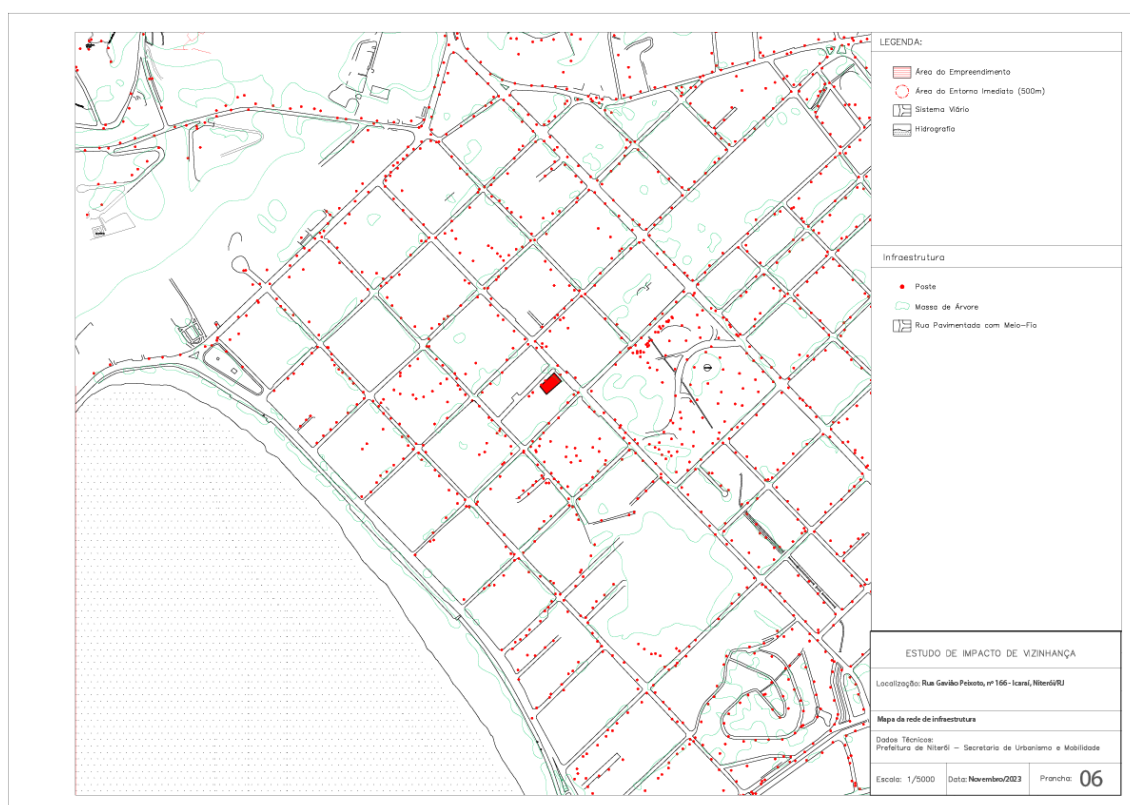 LEGENDA:
Área do Empreendimento
Área do Entorno Imediato (500m)
Sistema Viário
Hidrografia
Infraestrutura
Poste
Massa de Árvore
Rua Pavimentada com Meio-Fio
ESTUDO DE IMPACTO DE VIZINHANÇA
Localização: Rua Gavião Peixoto, nº 166 - Icaraí, Niterói/RJ
Mapa da rede de infraestrutura
Dados Técnicos:
Prefeitura de Niterói – Secretaria de Urbanismo e Mobilidade
Escala: 1/5000
Data: Novembro/2023
Prancha: 06